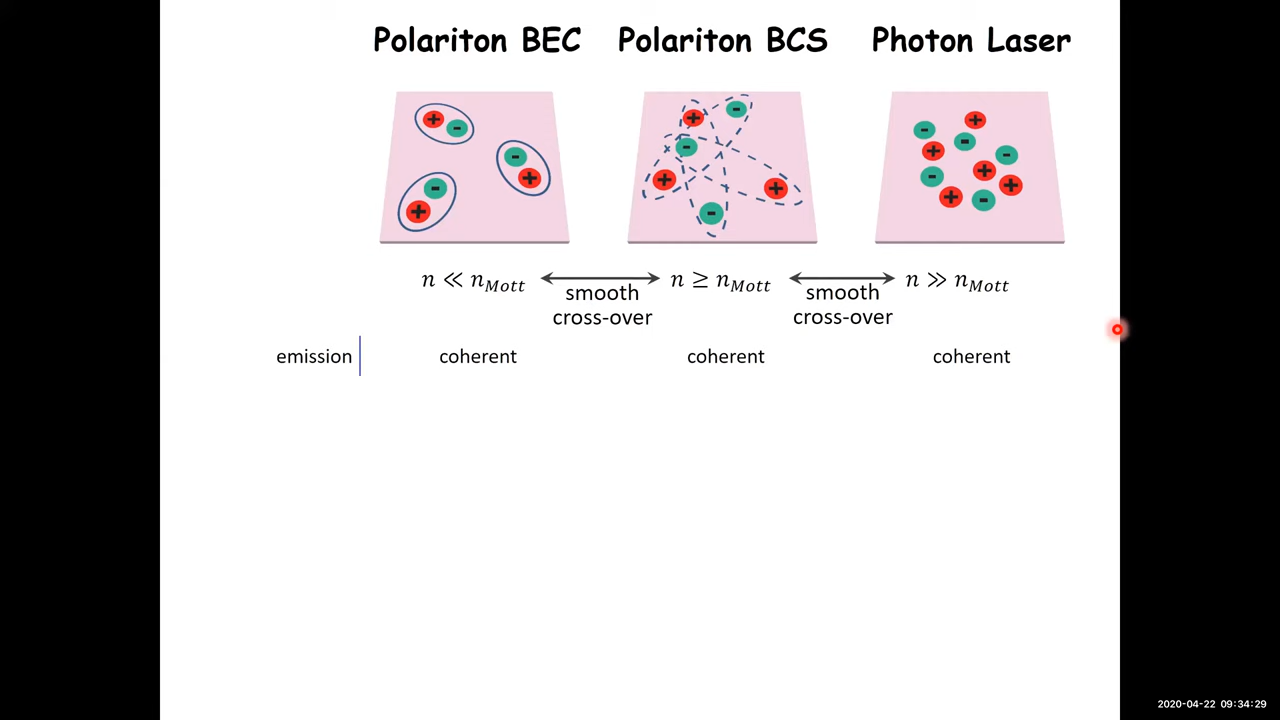 Polariton BEC Polariton BCS Photon Laser
+ - - + - +
+ - + - - + + -
- + - + - - + + + -
n ≪ n_Mott n ≥ n_Mott n ≫ n_Mott
smooth cross-over
smooth cross-over
emission coherent coherent coherent
2020-04-22 09:34:29